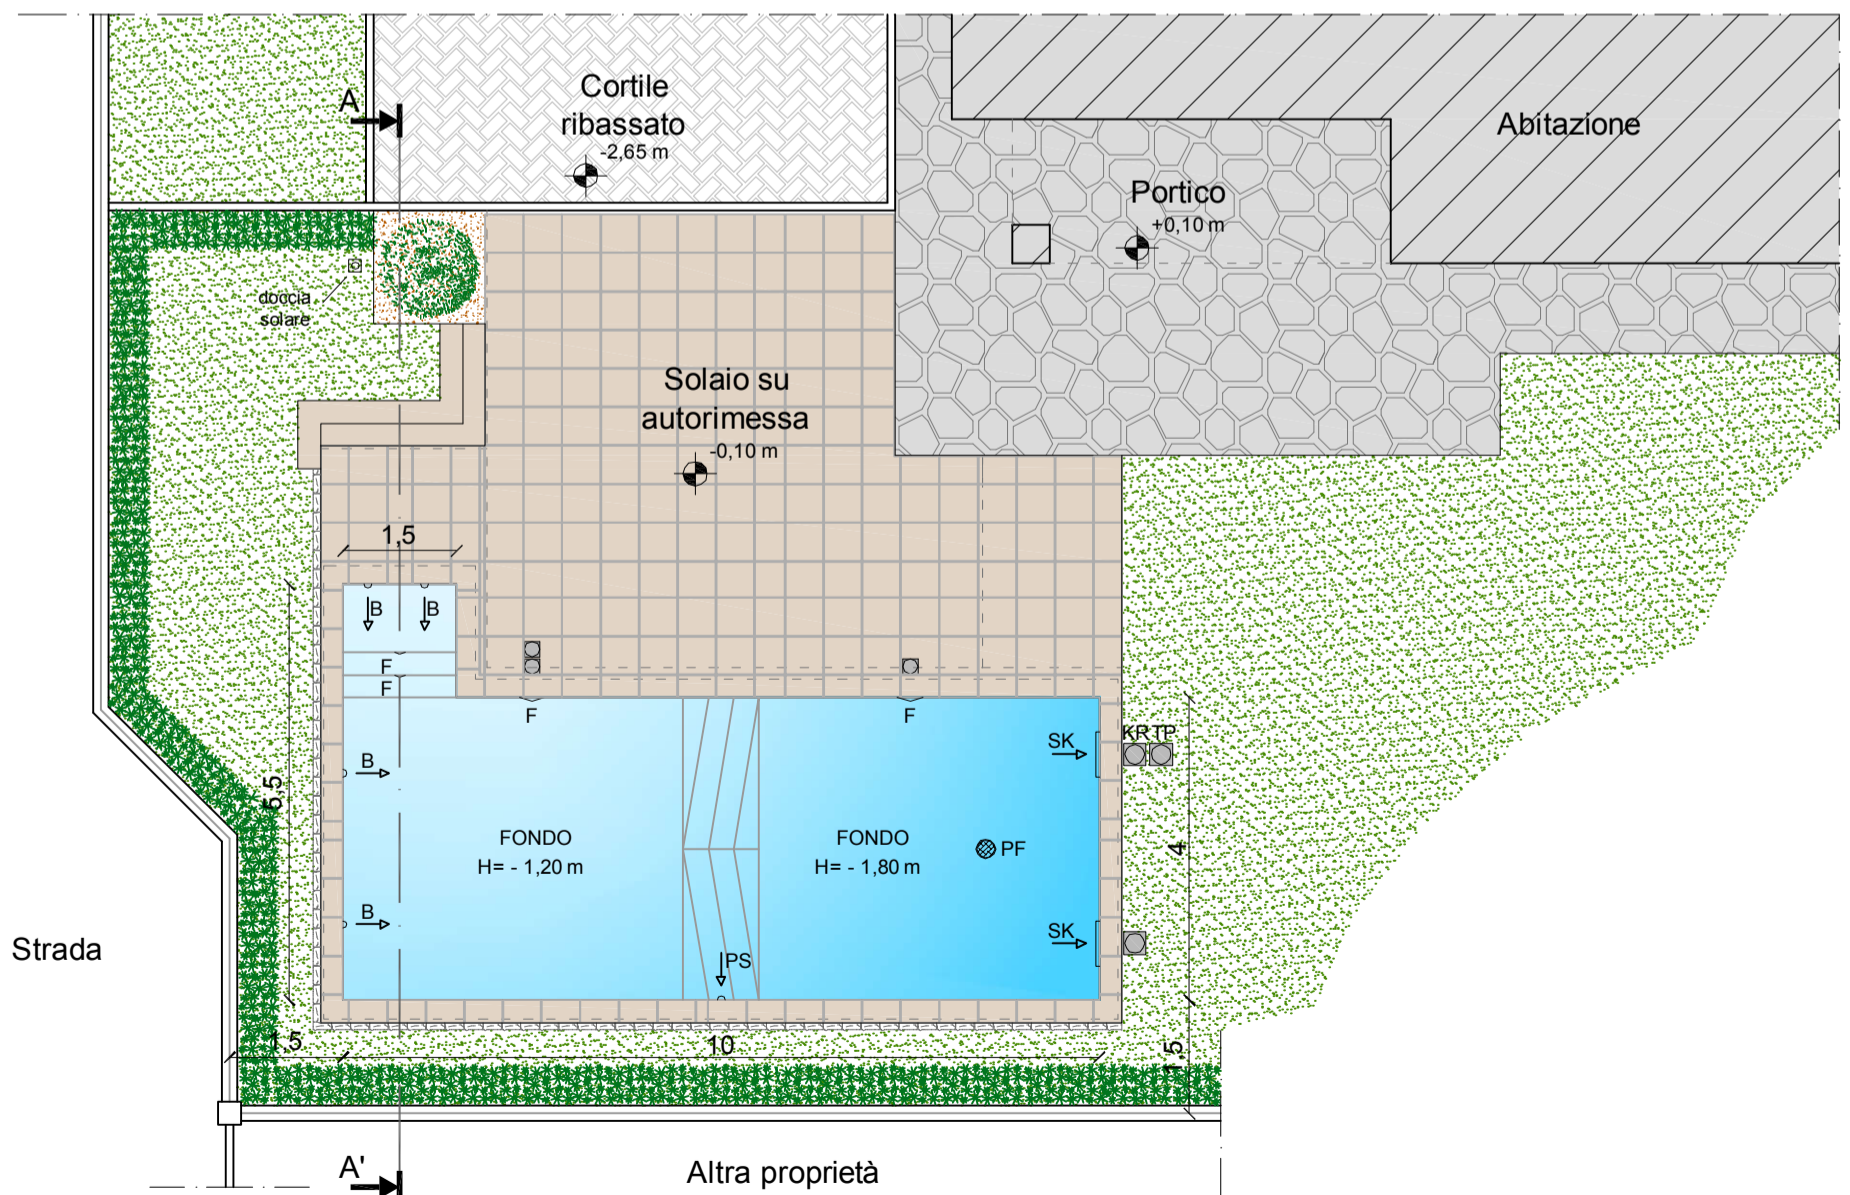 A
Cortile
ribassato
-2,65 m
Abitazione
Portico
+0,10 m
doccia
solare
Solaio su
autorimessa
-0,10 m
1,5
B B
F
F
F F
SK
KR TP
B
5,5
FONDO
H= - 1,20 m
FONDO
H= - 1,80 m
PF
4
B
SK
Strada
PS
1,5
10
1,5
A'
Altra proprietà